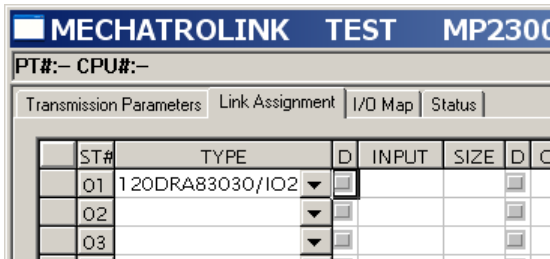 MECHATROLINK TEST MP2300
PT#:– CPU#:–
Transmission Parameters Link Assignment I/O Map Status
ST# TYPE D INPUT SIZE D
01 120DRA83030/IO2
02
03